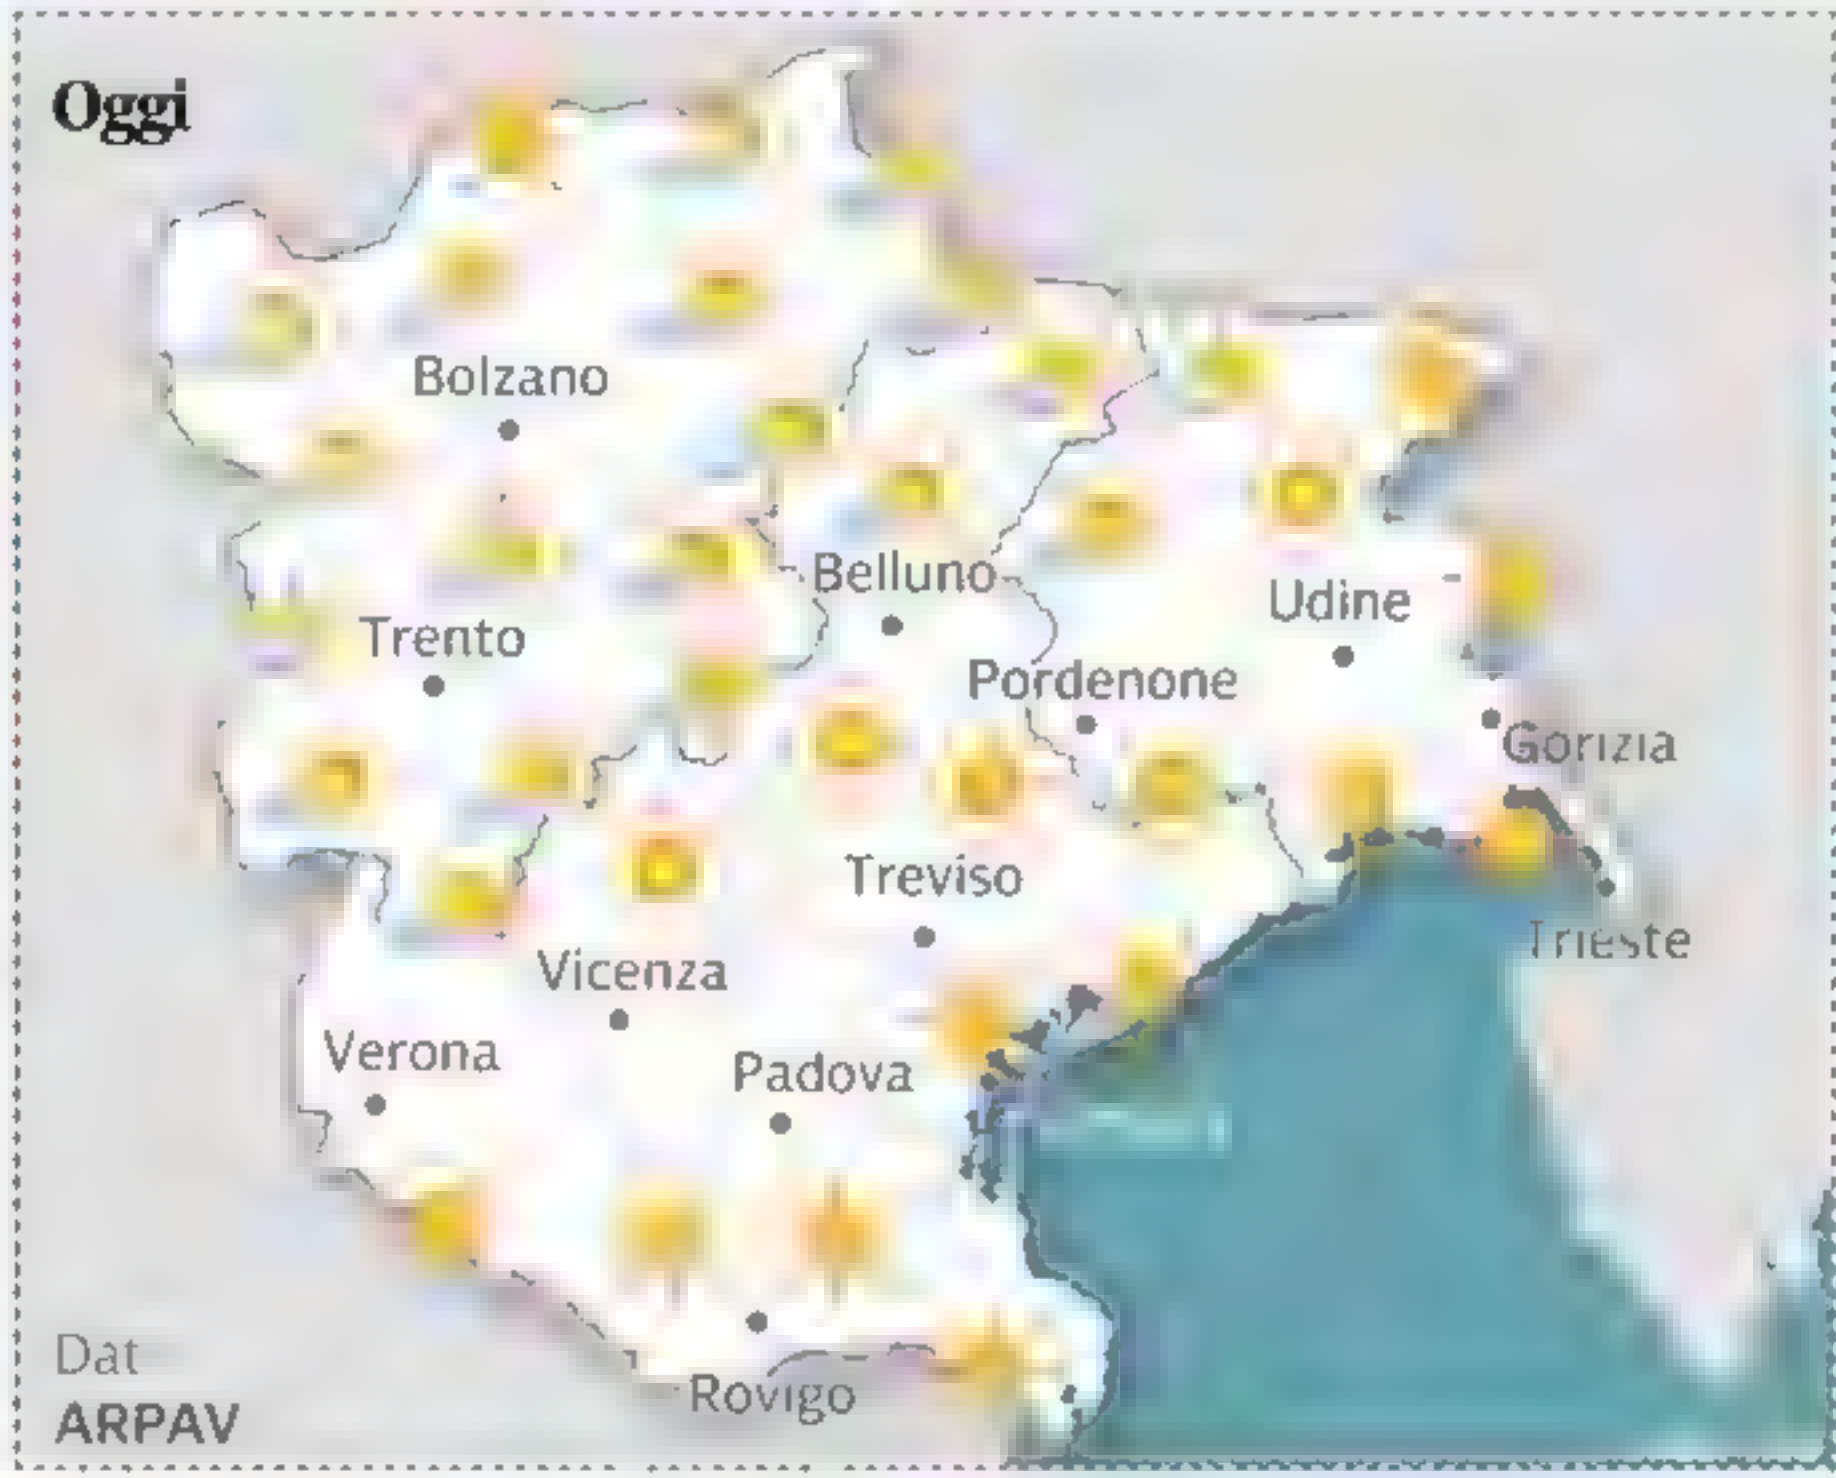 Oggi
Bolzano
Belluno
Udine
Trento
Pordenone
Gorizia
Treviso
Trieste
Vicenza
Verona
Padova
Rovigo
Dat
ARPAV